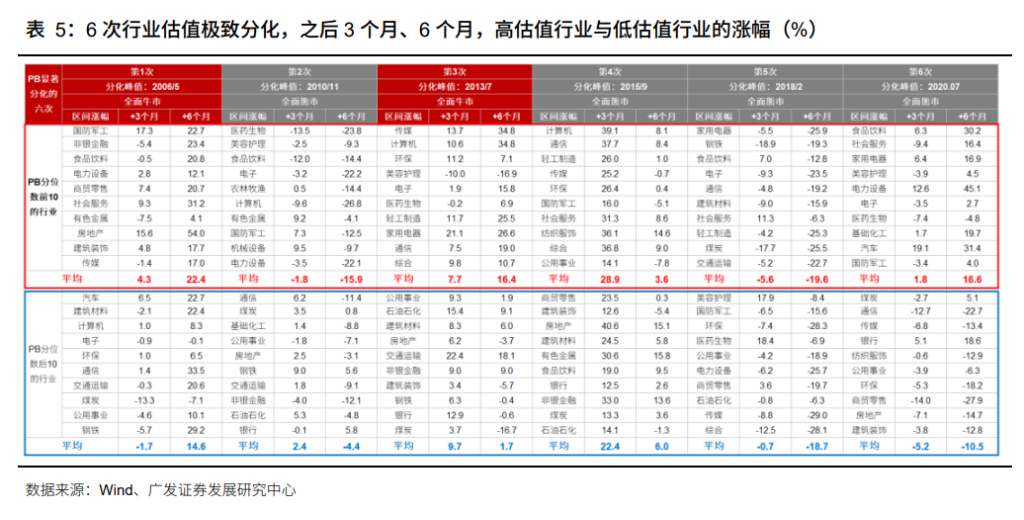 表 5：6 次行业估值极致分化，之后 3 个月、6 个月，高估值行业与低估值行业的涨幅（%）
PB显著分化的六次 第1次 第2次 第3次 第4次 第5次 第6次
分化峰值：2006/5 分化峰值：2010/11 分化峰值：2013/7 分化峰值：2015/9 分化峰值：2018/2 分化峰值：2020.07
全面牛市 全面熊市 全面牛市 全面熊市 全面熊市 全面熊市
区间涨幅 +3个月 +6个月 区间涨幅 +3个月 +6个月 区间涨幅 +3个月 +6个月 区间涨幅 +3个月 +6个月 区间涨幅 +3个月 +6个月 区间涨幅 +3个月 +6个月
PB分位数前10的行业
国防军工 17.3 22.7 医药生物 -13.5 -23.8 传媒 13.7 34.8 计算机 39.1 8.1 家用电器 -5.5 -25.9 食品饮料 6.3 30.2
非银金融 -5.4 23.4 美容护理 -2.5 -9.3 计算机 10.6 34.8 通信 37.7 8.4 钢铁 -18.9 -19.3 社会服务 -9.4 16.4
食品饮料 -0.5 20.8 食品饮料 -12.0 -14.4 环保 11.2 7.1 轻工制造 26.0 1.0 食品饮料 7.0 -12.8 家用电器 6.4 16.9
电力设备 2.8 12.1 电子 -3.2 -22.2 美容护理 -10.0 -16.9 传媒 25.2 -0.7 电子 -9.3 -23.5 美容护理 -3.9 4.5
商贸零售 7.4 20.7 农林牧渔 0.5 -14.4 电子 1.9 15.8 环保 26.4 0.4 通信 -4.8 -19.2 电力设备 12.6 45.1
社会服务 9.3 31.2 计算机 -9.6 -26.8 医药生物 -0.2 6.9 国防军工 16.0 -5.1 建筑材料 -9.0 -15.9 电子 -3.5 2.7
有色金属 -7.5 4.1 有色金属 9.2 -4.1 轻工制造 11.7 25.5 社会服务 31.3 8.6 社会服务 11.3 -6.3 医药生物 -7.4 -4.8
房地产 15.6 54.0 国防军工 7.3 -12.5 家用电器 21.1 26.6 纺织服饰 36.1 14.6 轻工制造 -4.2 -25.3 基础化工 1.7 19.7
建筑装饰 4.8 17.7 机械设备 9.5 -9.7 通信 7.5 19.0 综合 36.8 9.0 煤炭 -17.7 -25.5 汽车 19.1 31.4
传媒 -1.4 17.0 电力设备 -3.5 -22.1 综合 9.8 10.7 公用事业 14.1 -7.8 交通运输 -5.2 -22.7 国防军工 -3.4 4.0
平均 4.3 22.4 平均 -1.8 -15.9 平均 7.7 16.4 平均 28.9 3.6 平均 -5.6 -19.6 平均 1.8 16.6
PB分位数后10的行业
汽车 6.5 22.7 通信 6.2 -11.4 公用事业 9.3 1.9 商贸零售 23.5 0.3 美容护理 17.9 -8.4 煤炭 -2.7 5.1
建筑材料 -2.1 22.4 煤炭 3.5 0.8 石油石化 15.4 9.1 建筑装饰 12.6 -5.4 国防军工 -6.5 -15.6 通信 -12.7 -22.7
计算机 1.0 8.3 基础化工 1.4 -8.8 建筑材料 8.3 6.0 房地产 40.6 15.1 环保 -7.4 -28.3 传媒 -6.8 -13.4
电子 -0.9 -0.1 公用事业 -1.8 -7.1 房地产 6.2 -3.7 建筑材料 24.5 5.8 医药生物 18.4 -6.9 银行 5.1 18.6
环保 1.0 6.5 房地产 2.5 -3.1 交通运输 22.4 18.1 有色金属 30.6 15.8 公用事业 -4.2 -18.9 纺织服饰 -0.6 -12.9
通信 1.4 33.5 钢铁 9.0 5.6 非银金融 9.0 9.0 食品饮料 19.0 9.5 电力设备 -6.2 -25.7 公用事业 -3.9 -6.3
交通运输 -0.3 20.6 交通运输 1.8 -9.1 建筑装饰 3.4 -5.7 银行 12.5 2.6 商贸零售 3.6 -19.7 环保 -5.3 -18.2
煤炭 -13.3 -7.1 非银金融 -4.0 -12.1 钢铁 6.3 -0.4 非银金融 33.0 13.6 石油石化 -0.8 -6.3 商贸零售 -14.0 -27.9
公用事业 -4.6 10.1 石油石化 5.3 -4.8 银行 12.9 -0.6 煤炭 13.3 3.6 传媒 -8.8 -29.0 房地产 -7.1 -14.7
钢铁 -5.7 29.2 银行 -0.1 5.8 煤炭 3.7 -16.7 石油石化 14.1 -1.3 综合 -12.5 -28.1 建筑装饰 -3.8 -12.8
平均 -1.7 14.6 平均 2.4 -4.4 平均 9.7 1.7 平均 22.4 6.0 平均 -0.7 -18.7 平均 -5.2 -10.5
数据来源：Wind、广发证券发展研究中心